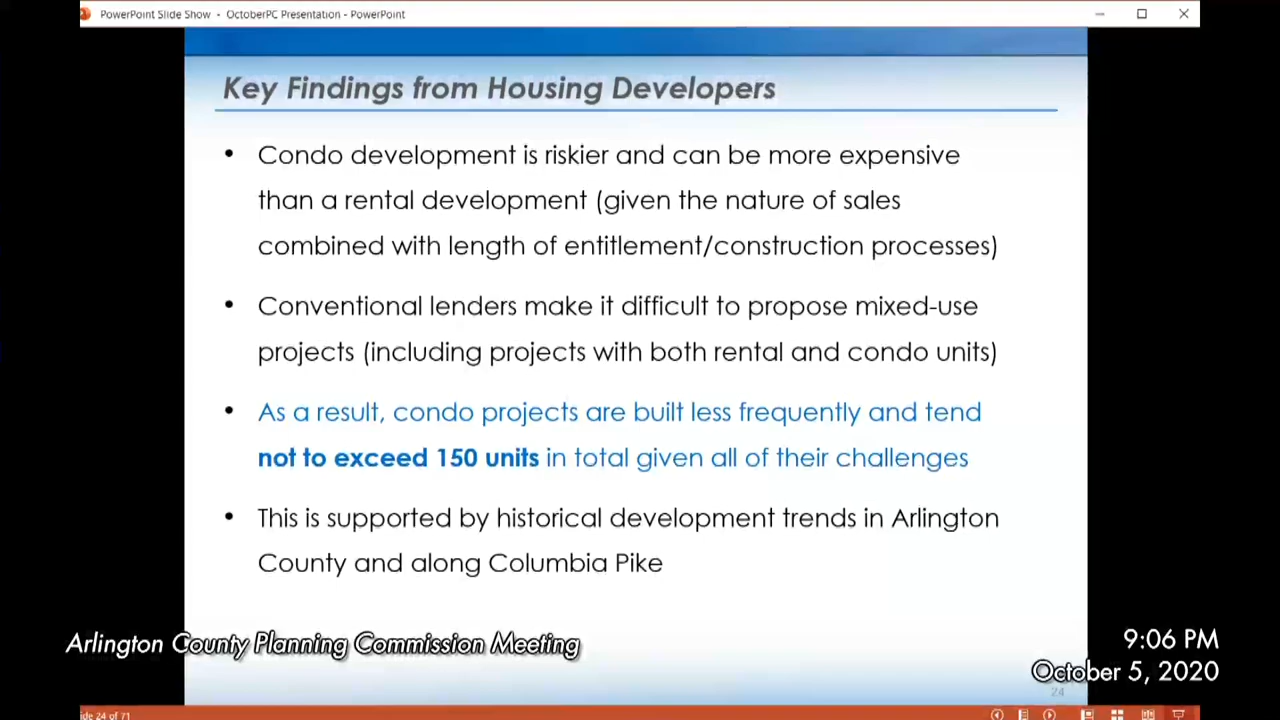 PowerPoint Slide Show - OctoberPC Presentation - PowerPoint
Key Findings from Housing Developers
• Condo development is riskier and can be more expensive
than a rental development (given the nature of sales
combined with length of entitlement/construction processes)
• Conventional lenders make it difficult to propose mixed-use
projects (including projects with both rental and condo units)
• As a result, condo projects are built less frequently and tend
not to exceed 150 units in total given all of their challenges
• This is supported by historical development trends in Arlington
County and along Columbia Pike
Arlington County Planning Commission Meeting
9:06 PM
October 5, 2020
24
ide 24 of 71